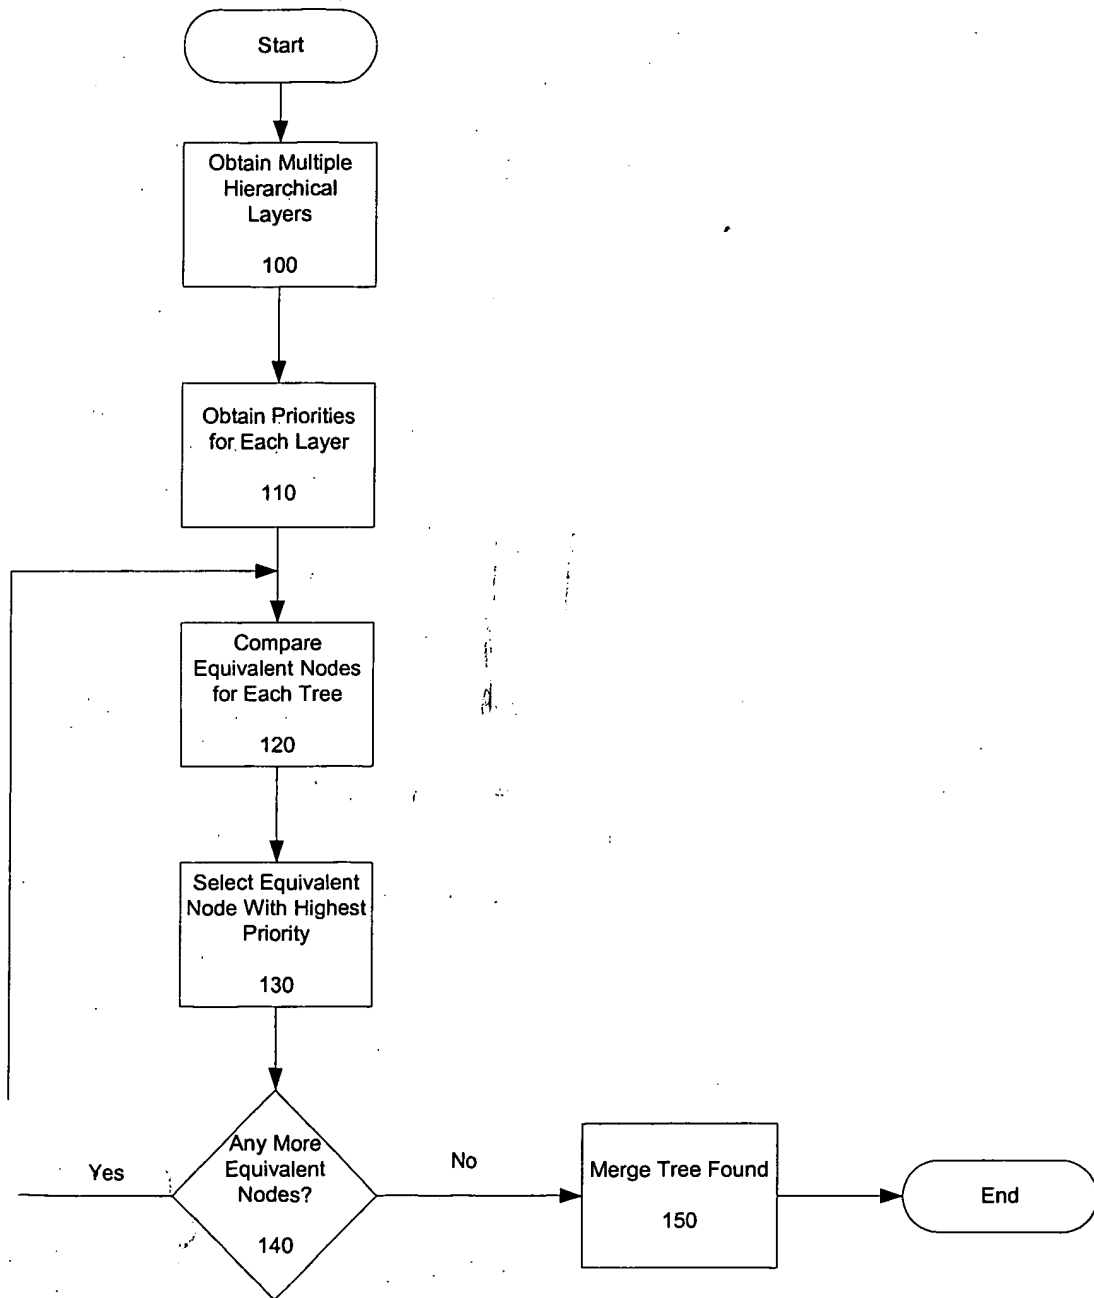 Start
Obtain Multiple
Hierarchical
Layers
100
Obtain Priorities
for Each Layer
110
Compare
Equivalent Nodes
for Each Tree
120
Select Equivalent
Node With Highest
Priority
130
Any More
Equivalent
Nodes?
140
Yes
No
Merge Tree Found
150
End